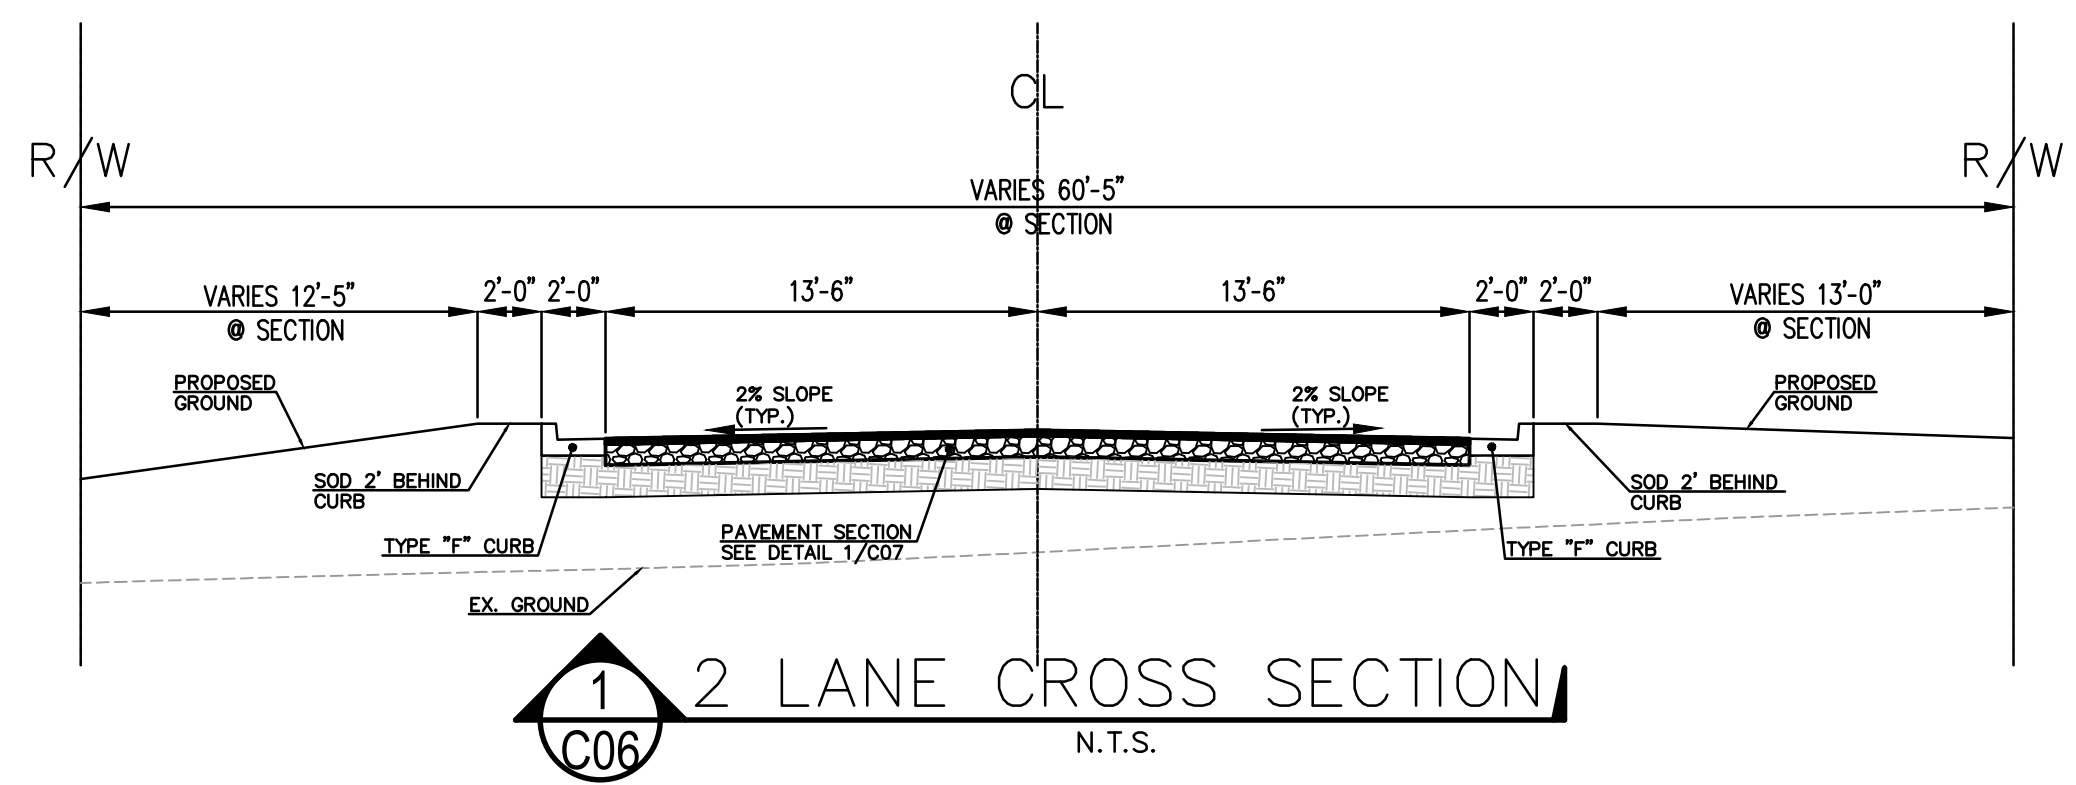 CL
R/W
R/W
VARIES 60'-5"
@ SECTION
VARIES 12'-5"
@ SECTION
2'-0"
2'-0"
13'-6"
13'-6"
2'-0"
2'-0"
VARIES 13'-0"
@ SECTION
PROPOSED
GROUND
2% SLOPE
(TYP.)
2% SLOPE
(TYP.)
PROPOSED
GROUND
SOD 2' BEHIND
CURB
SOD 2' BEHIND
CURB
TYPE "F" CURB
PAVEMENT SECTION
SEE DETAIL 1/C07
TYPE "F" CURB
EX. GROUND
1
C06
2 LANE CROSS SECTION
N.T.S.